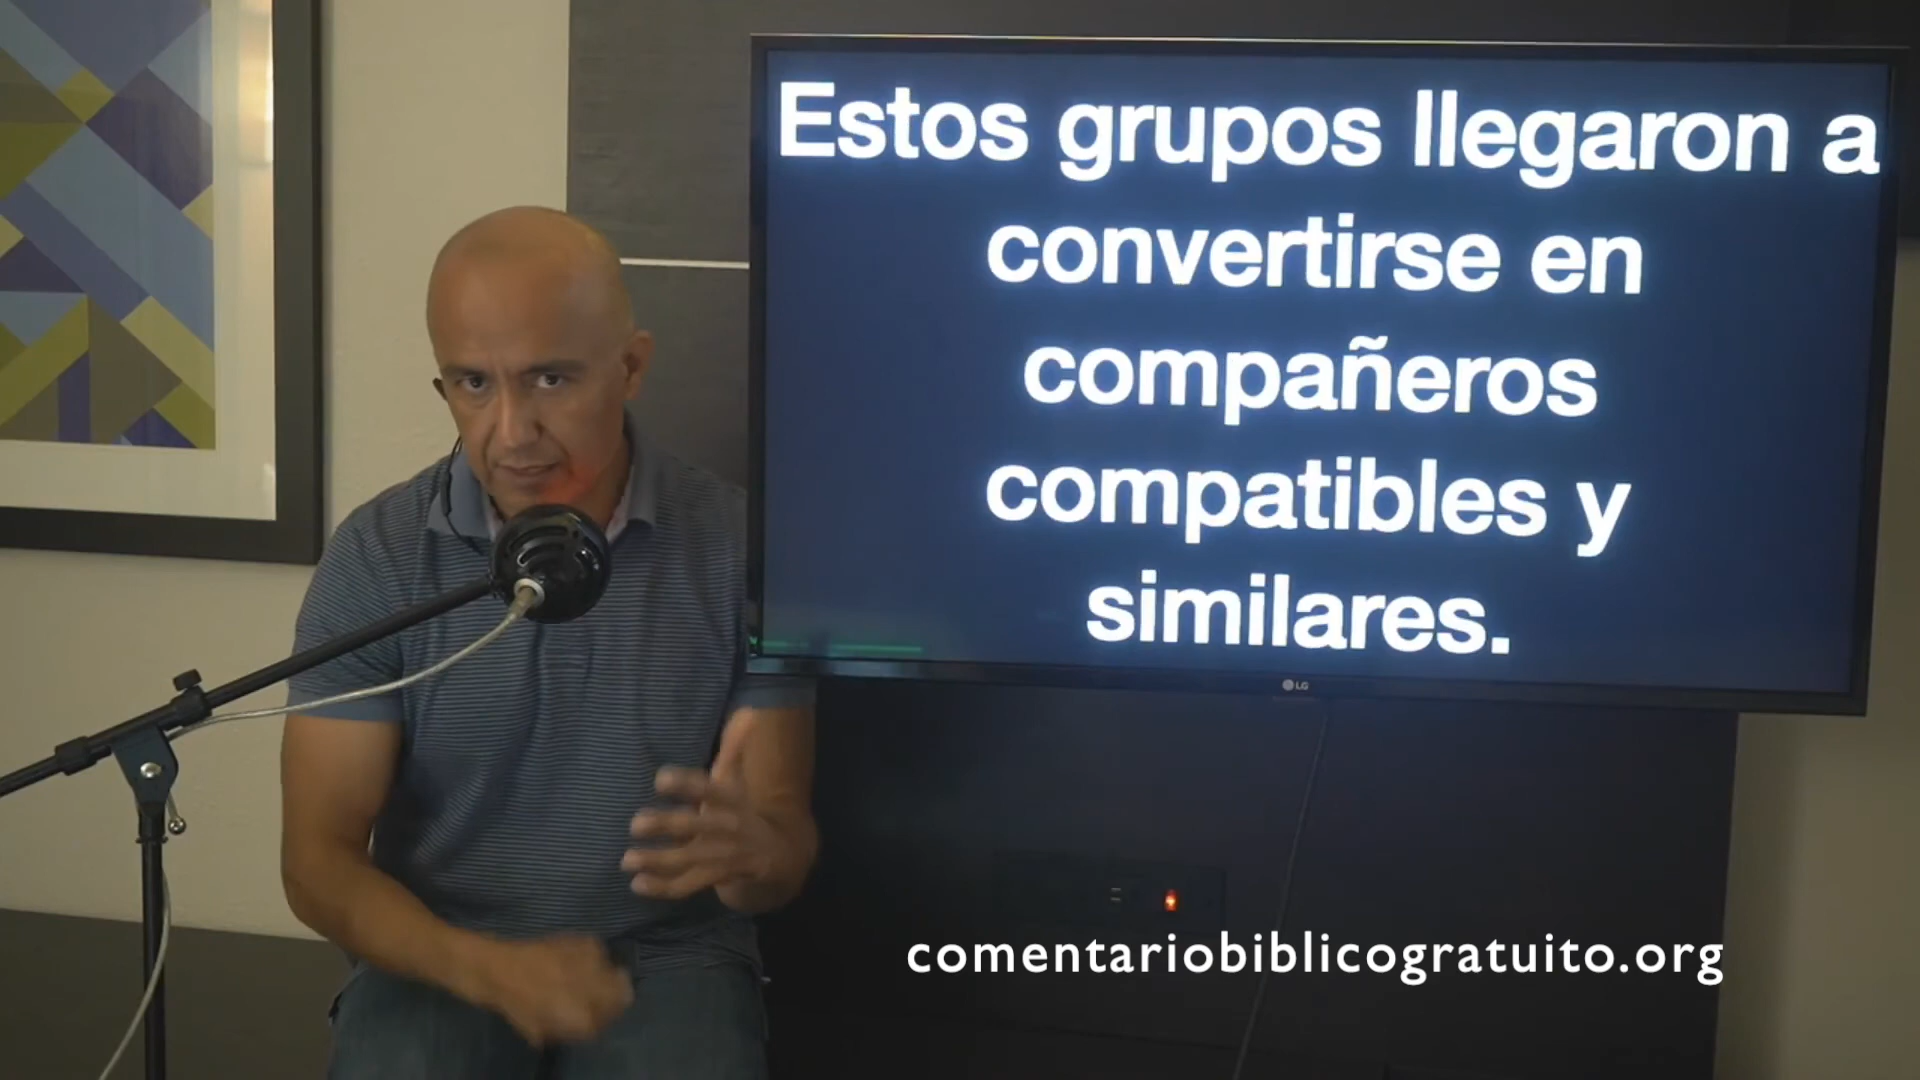 Estos grupos llegaron a
convertirse en
compañeros
compatibles y
similares.
LG
comentariobiblicogratuito.org